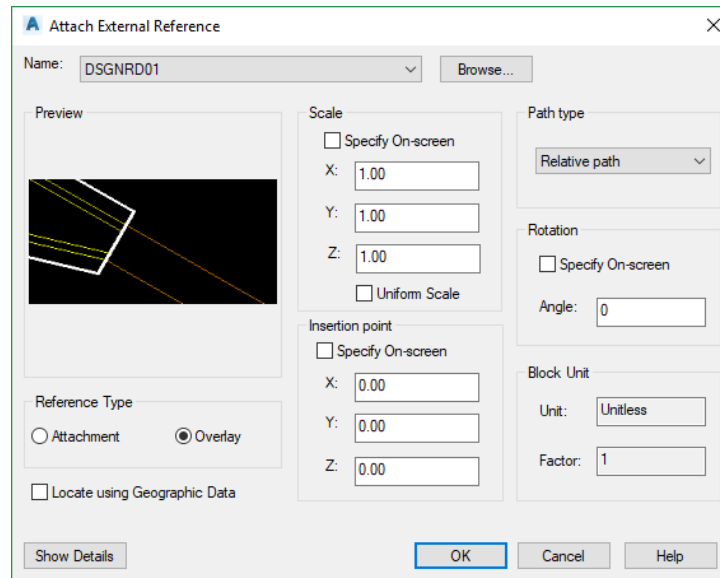 Attach External Reference
Name: DSGNRD01 Browse...
Preview
Scale
Specify On-screen
X: 1.00
Y: 1.00
Z: 1.00
Uniform Scale
Path type
Relative path
Rotation
Specify On-screen
Angle: 0
Insertion point
Specify On-screen
X: 0.00
Y: 0.00
Z: 0.00
Block Unit
Unit: Unitless
Factor: 1
Reference Type
Attachment Overlay
Locate using Geographic Data
Show Details OK Cancel Help